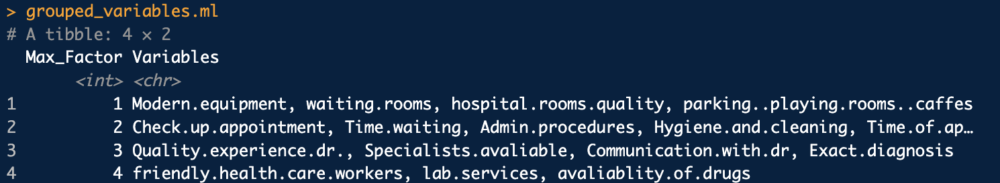 > grouped_variables.ml
# A tibble: 4 × 2
  Max_Factor Variables
       <int> <chr>
1          1 Modern.equipment, waiting.rooms, hospital.rooms.quality, parking..playing.rooms..caffes
2          2 Check.up.appointment, Time.waiting, Admin.procedures, Hygiene.and.cleaning, Time.of.ap…
3          3 Quality.experience.dr., Specialists.avaliable, Communication.with.dr, Exact.diagnosis
4          4 friendly.health.care.workers, lab.services, avaliablity.of.drugs